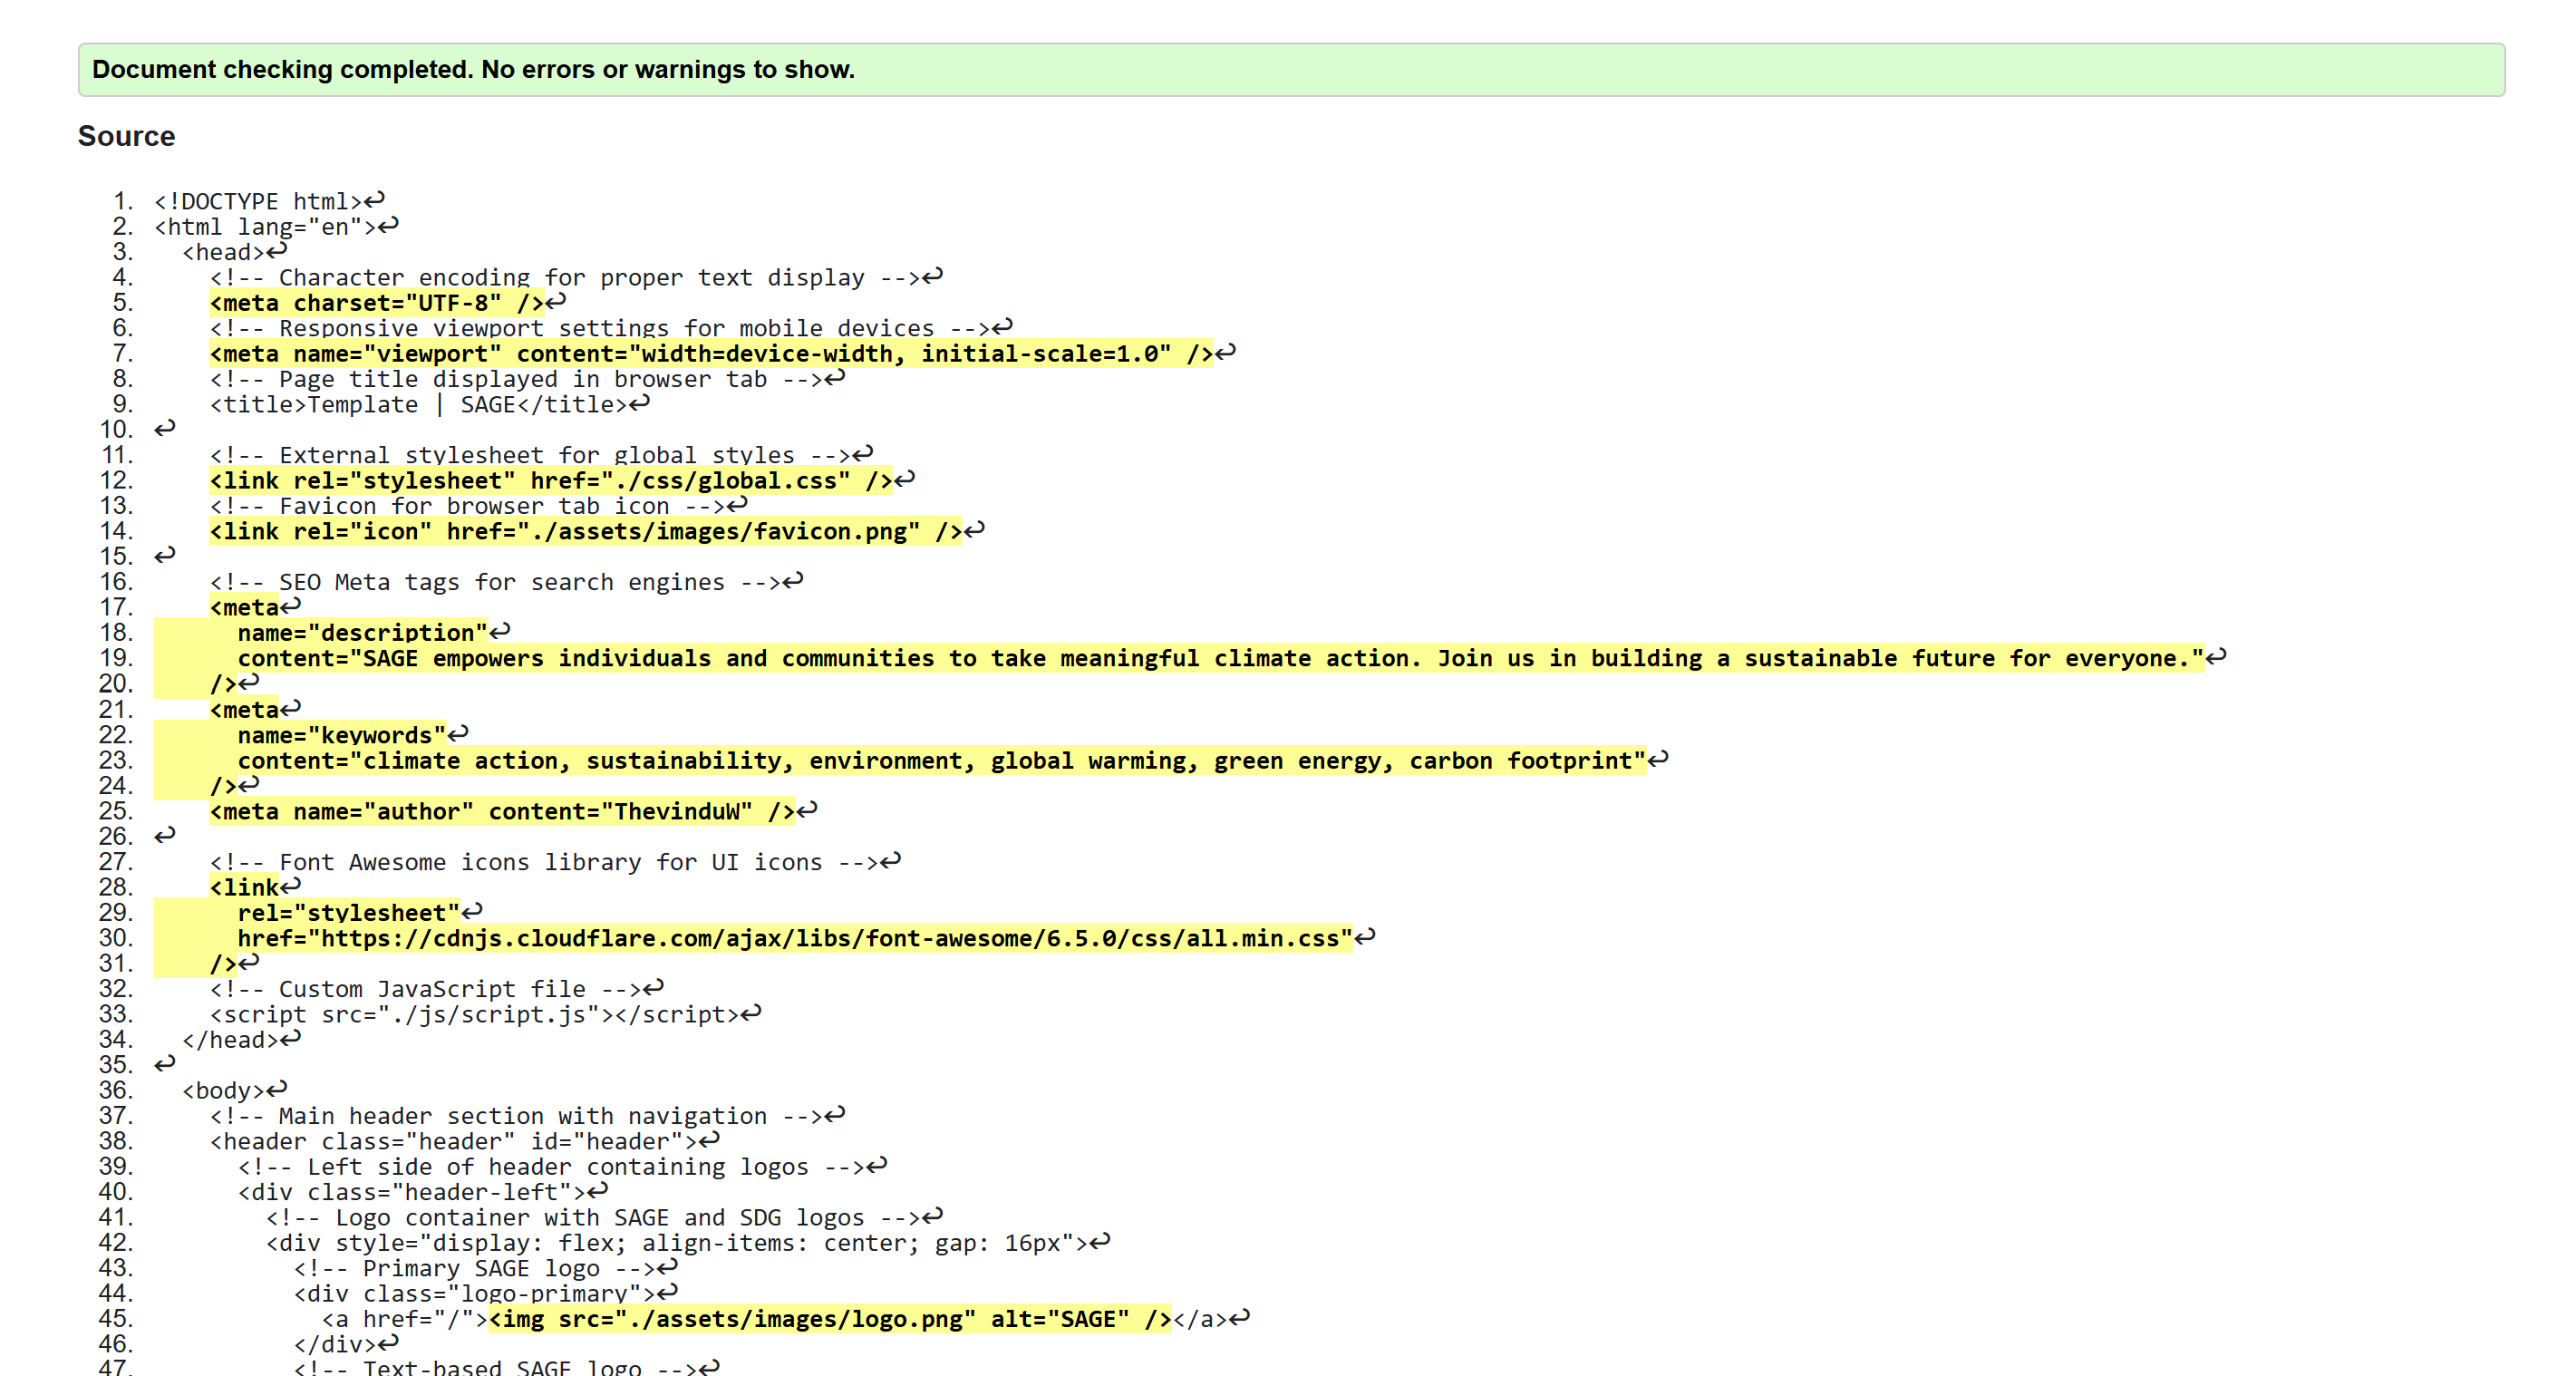 Document checking completed. No errors or warnings to show.
Source
1. <!DOCTYPE html>↩
2. <html lang="en">↩
3.   <head>↩
4.     <!-- Character encoding for proper text display -->↩
5.     <meta charset="UTF-8" />↩
6.     <!-- Responsive viewport settings for mobile devices -->↩
7.     <meta name="viewport" content="width=device-width, initial-scale=1.0" />↩
8.     <!-- Page title displayed in browser tab -->↩
9.     <title>Template | SAGE</title>↩
10. ↩
11.     <!-- External stylesheet for global styles -->↩
12.     <link rel="stylesheet" href="./css/global.css" />↩
13.     <!-- Favicon for browser tab icon -->↩
14.     <link rel="icon" href="./assets/images/favicon.png" />↩
15. ↩
16.     <!-- SEO Meta tags for search engines -->↩
17.     <meta↩
18.       name="description"↩
19.       content="SAGE empowers individuals and communities to take meaningful climate action. Join us in building a sustainable future for everyone."↩
20.     />↩
21.     <meta↩
22.       name="keywords"↩
23.       content="climate action, sustainability, environment, global warming, green energy, carbon footprint"↩
24.     />↩
25.     <meta name="author" content="ThevinduW" />↩
26. ↩
27.     <!-- Font Awesome icons library for UI icons -->↩
28.     <link↩
29.       rel="stylesheet"↩
30.       href="https://cdnjs.cloudflare.com/ajax/libs/font-awesome/6.5.0/css/all.min.css"↩
31.     />↩
32.     <!-- Custom JavaScript file -->↩
33.     <script src="./js/script.js"></script>↩
34.   </head>↩
35. ↩
36.   <body>↩
37.     <!-- Main header section with navigation -->↩
38.     <header class="header" id="header">↩
39.       <!-- Left side of header containing logos -->↩
40.       <div class="header-left">↩
41.         <!-- Logo container with SAGE and SDG logos -->↩
42.         <div style="display: flex; align-items: center; gap: 16px">↩
43.           <!-- Primary SAGE logo -->↩
44.           <div class="logo-primary">↩
45.             <a href="/"><img src="./assets/images/logo.png" alt="SAGE" /></a>↩
46.           </div>↩
47.           <!-- Text-based SAGE logo -->↩